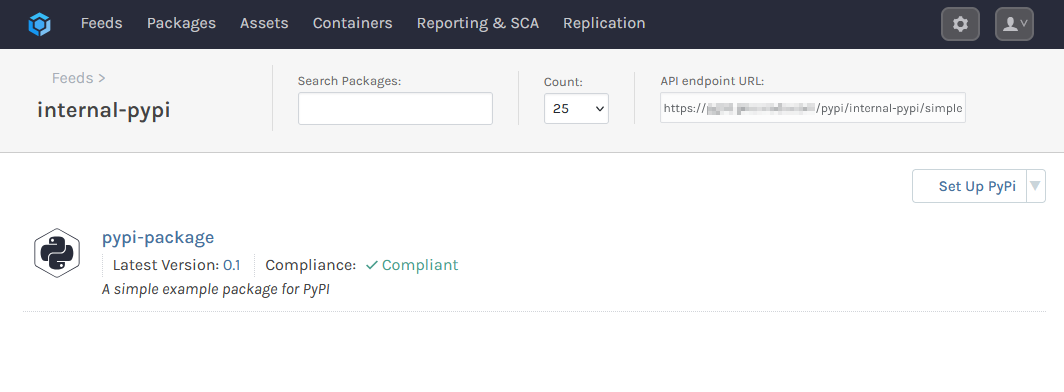 Feeds Packages Assets Containers Reporting & SCA Replication
Feeds >
internal-pypi
Search Packages:
Count:
25
API endpoint URL:
https:// /pypi/internal-pypi/simple
Set Up PyPi
pypi-package
Latest Version: 0.1 Compliance: ✓ Compliant
A simple example package for PyPI